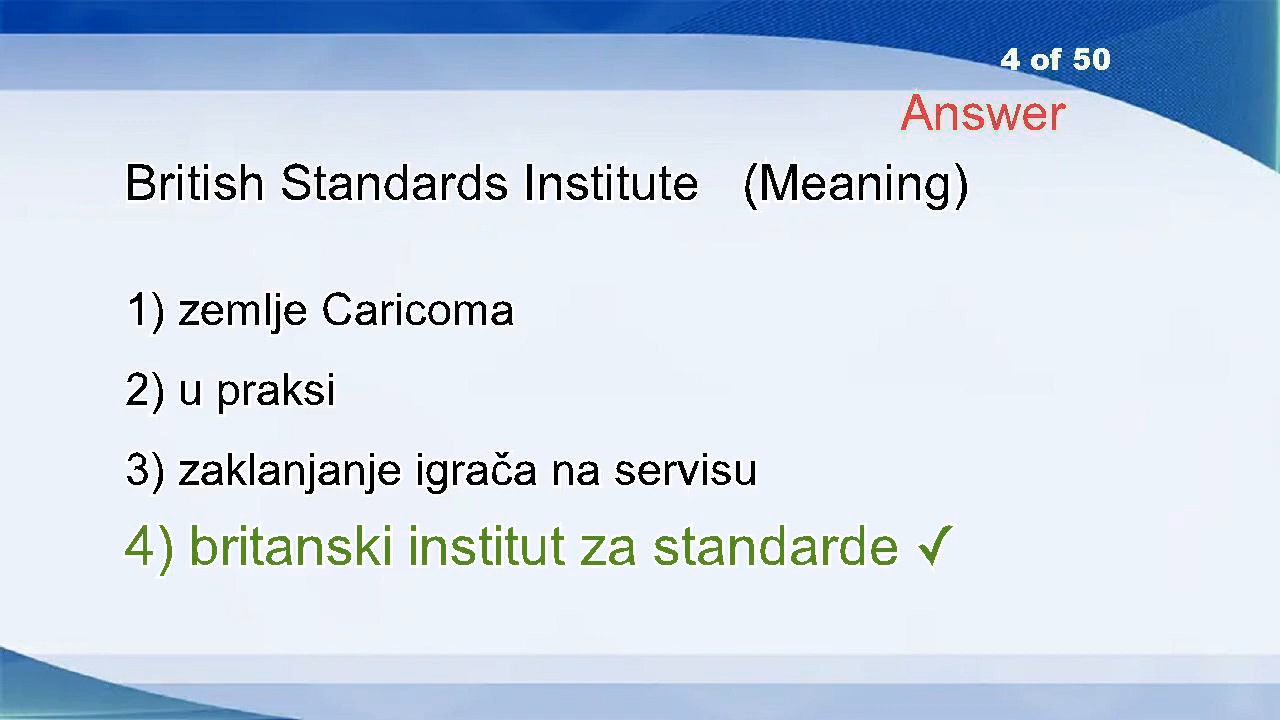 4 of 50
Answer
British Standards Institute (Meaning)
1) zemlje Caricoma
2) u praksi
3) zaklanjanje igrača na servisu
4) britanski institut za standarde ✓